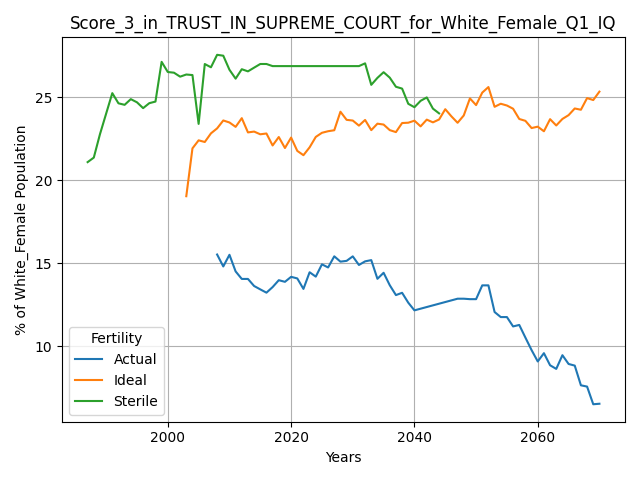 Score_3_in_TRUST_IN_SUPREME_COURT_for_White_Female_Q1_IQ
% of White_Female Population
25
20
15
10
Fertility
Actual
Ideal
Sterile
2000
2020
2040
2060
Years